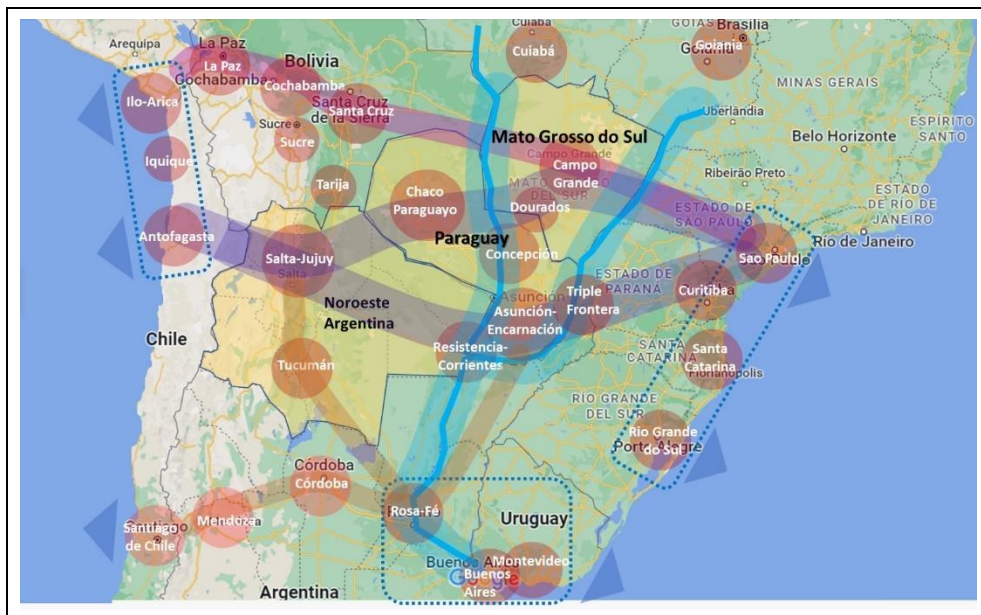 Arequipa
La Paz
La Paz
Cochabamba
Cochabamba
Bolivia
Cuiabá
Cuiabá
GOIÁS
Brasília
Goiania
MINAS GERAIS
Ilo-Arica
Santa Cruz
Santa Cruz
de la Sierra
Sucre
Sucre
Mato Grosso do Sul
Campo Grande
Uberlândia
Belo Horizonte
ESPÍRITO
SANTO
Iquique
Tarija
Chaco
Paraguayo
Campo
Grande
Dourados
Ribeirão Preto
ESTADO
DE RÍO DE
JANEIRO
ESTADO DE
SÃO PAULO
Rio de Janeiro
Antofagasta
Salta-Jujuy
Salta
Paraguay
Concepción
Sao Paulo
Noroeste
Argentina
Asunción
Asunción-
Encarnación
Triple
Frontera
ESTADO DE
PARANÁ
Curitiba
Chile
Tucumán
Resistencia-
Corrientes
SANTA
CATARINA
Santa
Catarina
Florianópolis
RIO GRANDE
DEL SUR
Rio Grande
do Sul
Porto Alegre
Córdoba
Córdoba
Santiago
de Chile
Mendoza
Rosa-Fé
Uruguay
Buenos Aires
Montevideo
Buenos
Aires
Google
Argentina